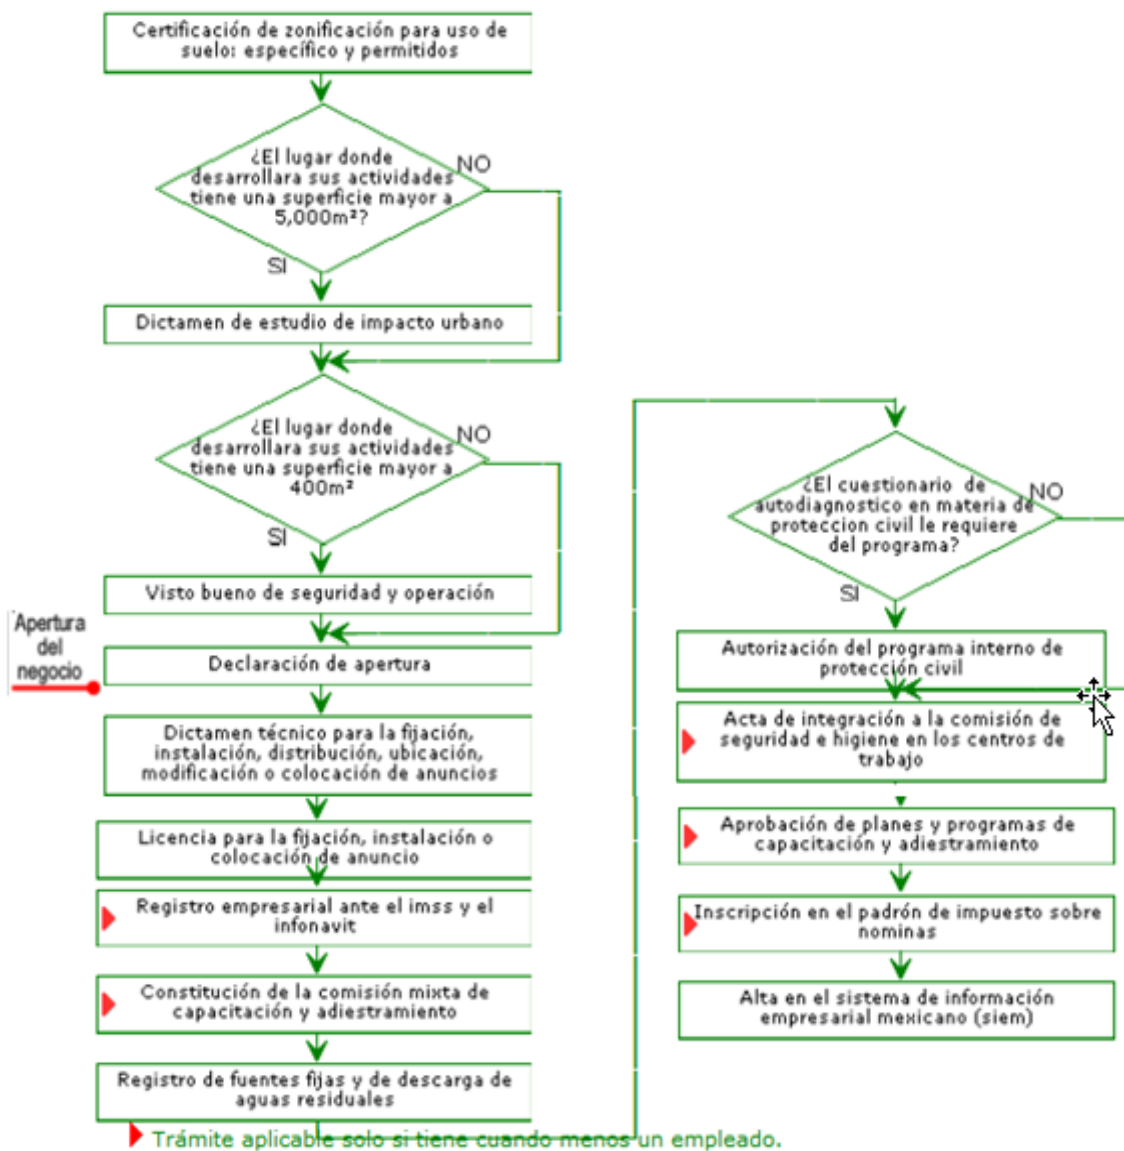 Certificación de zonificación para uso de
suelo: específico y permitidos
¿El lugar donde
desarrollara sus actividades
tiene una superficie mayor a
5,000m²?
NO
SI
Dictamen de estudio de impacto urbano
¿El lugar donde
desarrollara sus actividades
tiene una superficie mayor a
400m²
NO
SI
Visto bueno de seguridad y operación
Apertura
del
negocio
Declaración de apertura
Dictamen técnico para la fijación,
instalación, distribución, ubicación,
modificación o colocación de anuncios
Licencia para la fijación, instalación o
colocación de anuncio
Registro empresarial ante el imss y el
infonavit
Constitución de la comisión mixta de
capacitación y adiestramiento
Registro de fuentes fijas y de descarga de
aguas residuales
¿El cuestionario de
autodiagnostico en materia de
proteccion civil le requiere
del programa?
NO
SI
Autorización del programa interno de
protección civil
Acta de integración a la comisión de
seguridad e higiene en los centros de
trabajo
Aprobación de planes y programas de
capacitación y adiestramiento
Inscripción en el padrón de impuesto sobre
nominas
Alta en el sistema de información
empresarial mexicano (siem)
Trámite aplicable solo si tiene cuando menos un empleado.